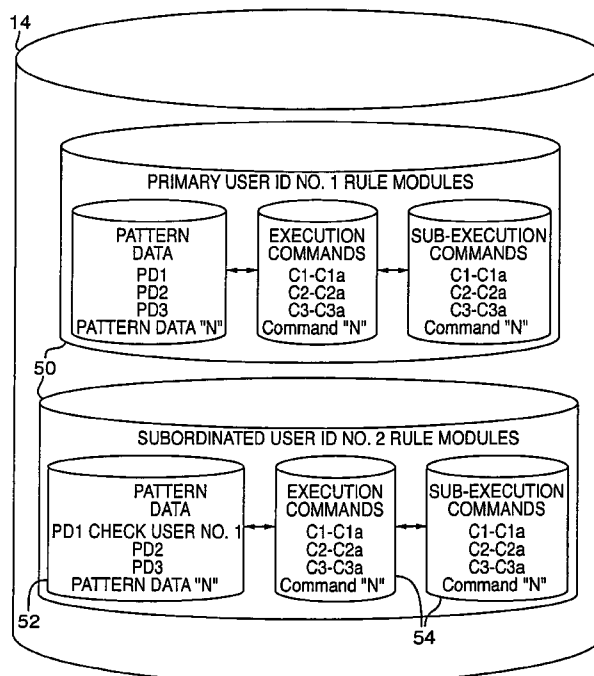 14
PRIMARY USER ID NO. 1 RULE MODULES
PATTERN
DATA
PD1
PD2
PD3
PATTERN DATA "N"
EXECUTION
COMMANDS
C1-C1a
C2-C2a
C3-C3a
Command "N"
SUB-EXECUTION
COMMANDS
C1-C1a
C2-C2a
C3-C3a
Command "N"
50
SUBORDINATED USER ID NO. 2 RULE MODULES
PATTERN
DATA
PD1 CHECK USER NO. 1
PD2
PD3
PATTERN DATA "N"
EXECUTION
COMMANDS
C1-C1a
C2-C2a
C3-C3a
Command "N"
SUB-EXECUTION
COMMANDS
C1-C1a
C2-C2a
C3-C3a
Command "N"
52
54